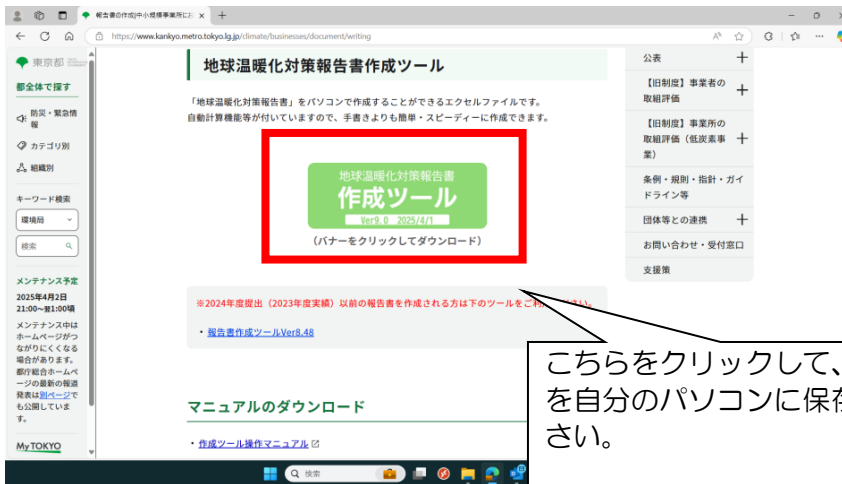 報告書の作成|中小規模事業所にお
https://www.kankyo.metro.tokyo.lg.jp/climate/businesses/document/writing
東京都
都全体で探す
防災・緊急情
報
カテゴリ別
組織別
キーワード検索
環境局
検索
メンテナンス予定
2025年4月2日
21:00~翌1:00頃
メンテナンス中は
ホームページがつ
ながりにくくなる
場合があります。
都庁総合ホームペ
ージの最新の報道
発表は別ページで
も公開していま
す。
My TOKYO
地球温暖化対策報告書作成ツール
「地球温暖化対策報告書」をパソコンで作成することができるエクセルファイルです。
自動計算機能等が付いていますので、手書きよりも簡単・スピーディーに作成できます。
地球温暖化対策報告書
作成ツール
Ver9.0 2025/4/1
(バナーをクリックしてダウンロード)
※2024年度提出(2023年度実績)以前の報告書を作成される方は下のツールをご利
さい。
・報告書作成ツールVer8.48
マニュアルのダウンロード
・作成ツール操作マニュアル
公表
【旧制度】事業者の
取組評価
【旧制度】事業所の
取組評価(低炭素事
業)
条例・規則・指針・ガイ
ドライン等
団体等との連携
お問い合わせ・受付窓口
支援策
こちらをクリックして、
を自分のパソコンに保存
さい。
検索